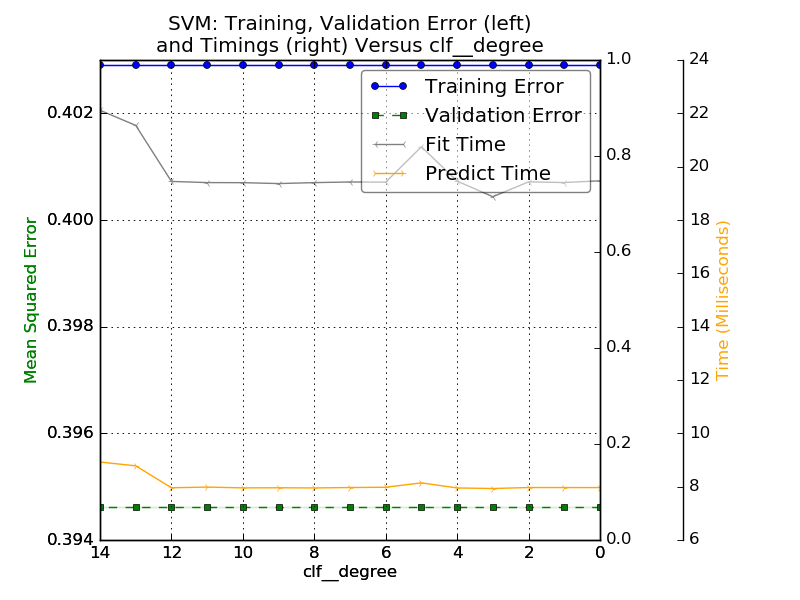 SVM: Training, Validation Error (left)
and Timings (right) Versus clf__degree
Training Error
Validation Error
Fit Time
Predict Time
Mean Squared Error
0.402
0.400
0.398
0.396
0.394
1.0
0.8
0.6
0.4
0.2
0.0
24
22
20
18
16
14
12
10
8
6
Time (Milliseconds)
14 12 10 8 6 4 2 0
clf__degree